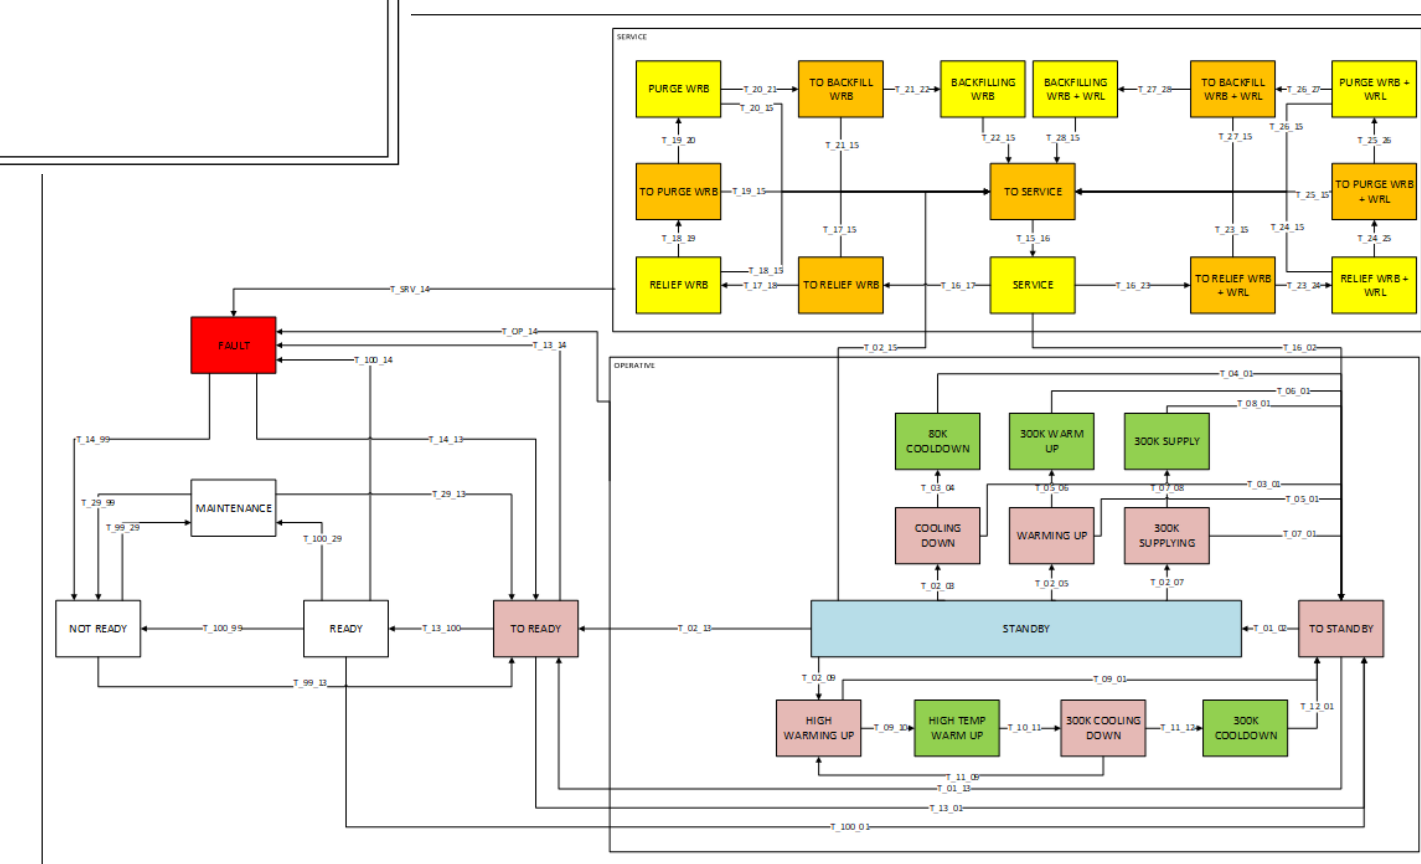 SERVICE
PURGE WRB
T_20_21
TO BACKFILL
WRB
T_21_22
BACKFILLING
WRB
BACKFILLING
WRB + WRL
T_27_28
TO BACKFILL
WRB + WRL
T_26_27
PURGE WRB +
WRL
T_20_15
T_26_15
T_19_20
T_21_15
T_22_15
T_28_15
T_27_15
T_25_26
TO PURGE WRB
T_19_15
TO SERVICE
T_25_15
TO PURGE WRB
+ WRL
T_18_19
T_17_15
T_15_16
T_23_15
T_24_15
T_24_25
T_18_15
RELIEF WRB
T_17_18
TO RELIEF WRB
T_16_17
SERVICE
T_16_23
TO RELIEF WRB
+ WRL
T_23_24
RELIEF WRB +
WRL
T_SRV_14
T_OP_14
FAULT
T_13_14
T_100_14
T_02_15
T_16_02
OPERATIVE
T_04_01
T_06_01
T_08_01
80K
COOLDOWN
300K WARM
UP
300K SUPPLY
T_14_99
T_14_13
T_03_04
T_05_06
T_07_08
T_03_01
T_05_01
T_29_99
MAINTENANCE
T_29_13
T_99_29
T_100_29
COOLING
DOWN
WARMING UP
300K
SUPPLYING
T_07_01
T_02_03
T_02_05
T_02_07
NOT READY
T_100_99
READY
T_13_100
TO READY
T_02_13
STANDBY
T_01_02
TO STANDBY
T_99_13
T_02_09
T_09_01
HIGH
WARMING UP
T_09_10
HIGH TEMP
WARM UP
T_10_11
300K COOLING
DOWN
T_11_12
300K
COOLDOWN
T_12_01
T_11_09
T_01_13
T_13_01
T_100_01